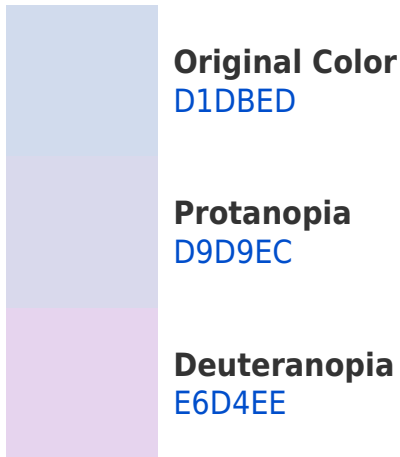 Original Color
D1DBED
Protanopia
D9D9EC
Deuteranopia
E6D4EE